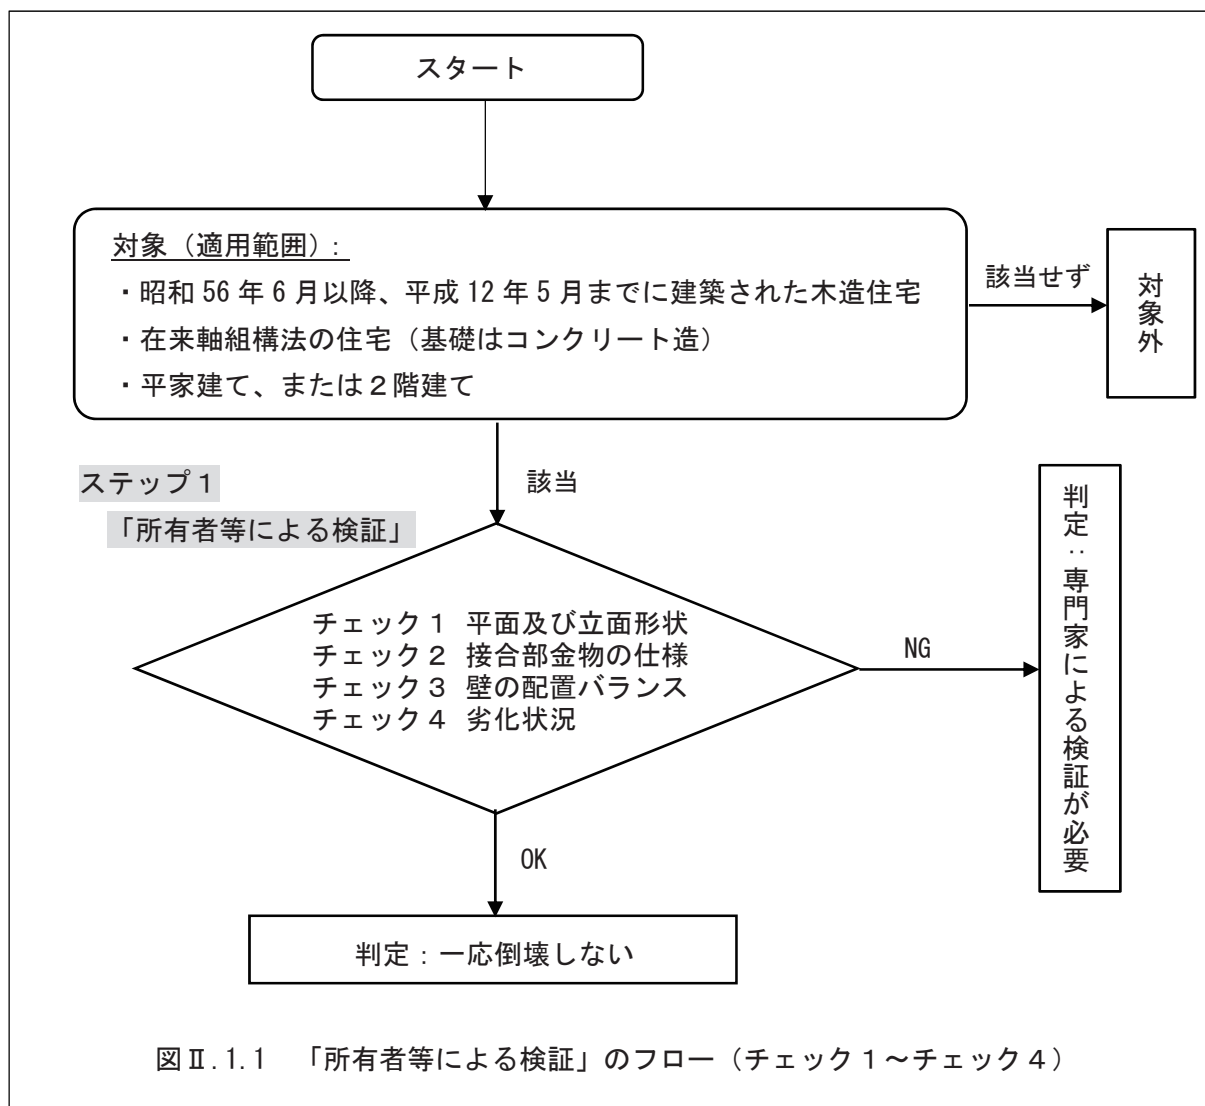 スタート
対象（適用範囲）：
・昭和 56 年 6 月以降、平成 12 年 5 月までに建築された木造住宅
・在来軸組構法の住宅（基礎はコンクリート造）
・平家建て、または２階建て
該当せず
対象外
ステップ１
「所有者等による検証」
該当
チェック１ 平面及び立面形状
チェック２ 接合部金物の仕様
チェック３ 壁の配置バランス
チェック４ 劣化状況
NG
判定：専門家による検証が必要
OK
判定：一応倒壊しない
図Ⅱ.1.1 「所有者等による検証」のフロー（チェック１～チェック４）